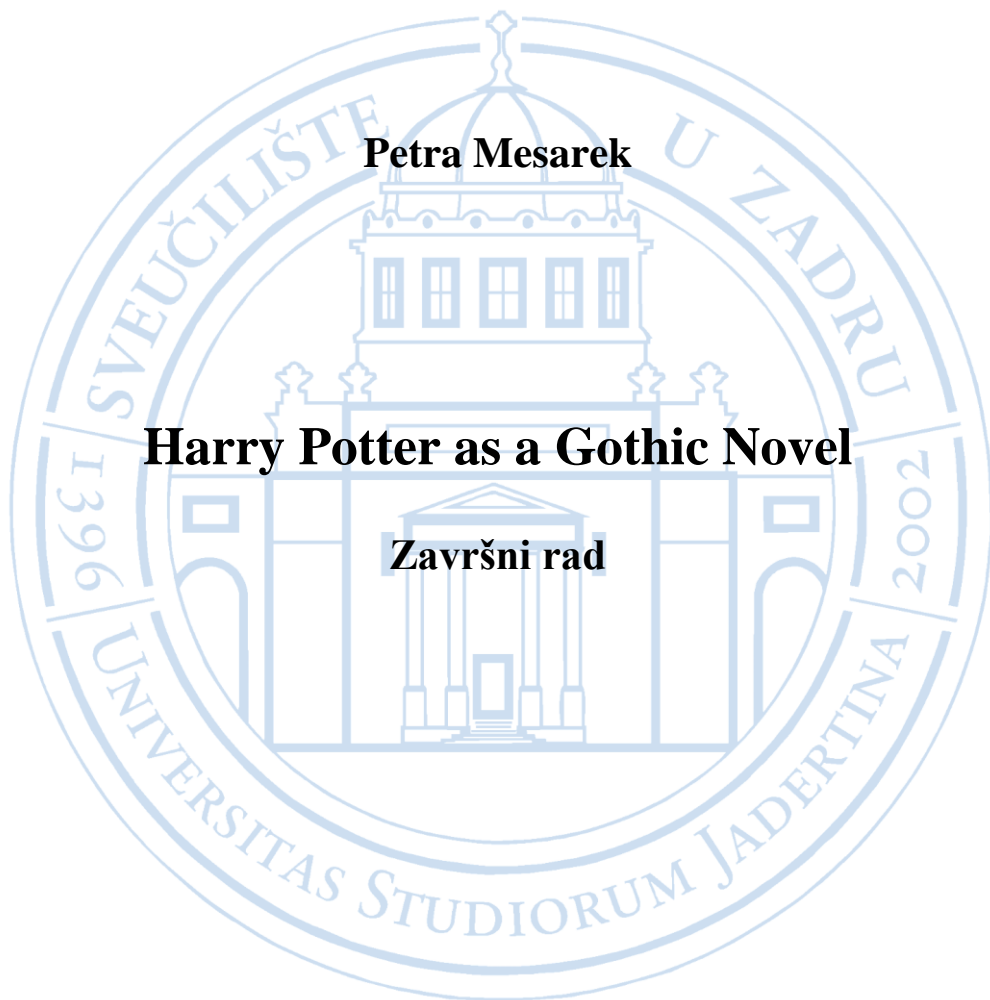 Petra Mesarek
Harry Potter as a Gothic Novel
Završni rad
SVEUČILIŠTE U ZADRU
1396
2002
UNIVERSITAS STUDIORUM JADERTINA